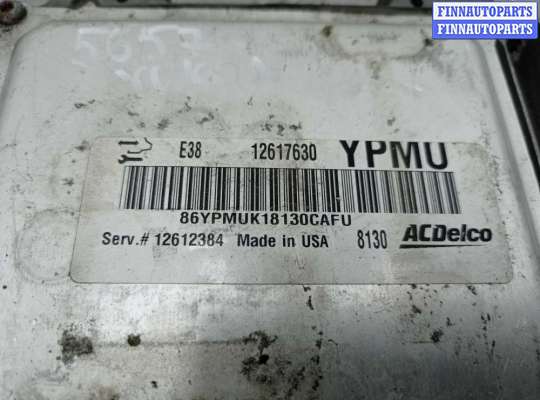 FINNAUTOPARTS
FINNAUTOPARTS
E38 12617630 YPMU
86YPMUK18130CAFU
Serv.# 12612384 Made in USA 8130 ACDelco